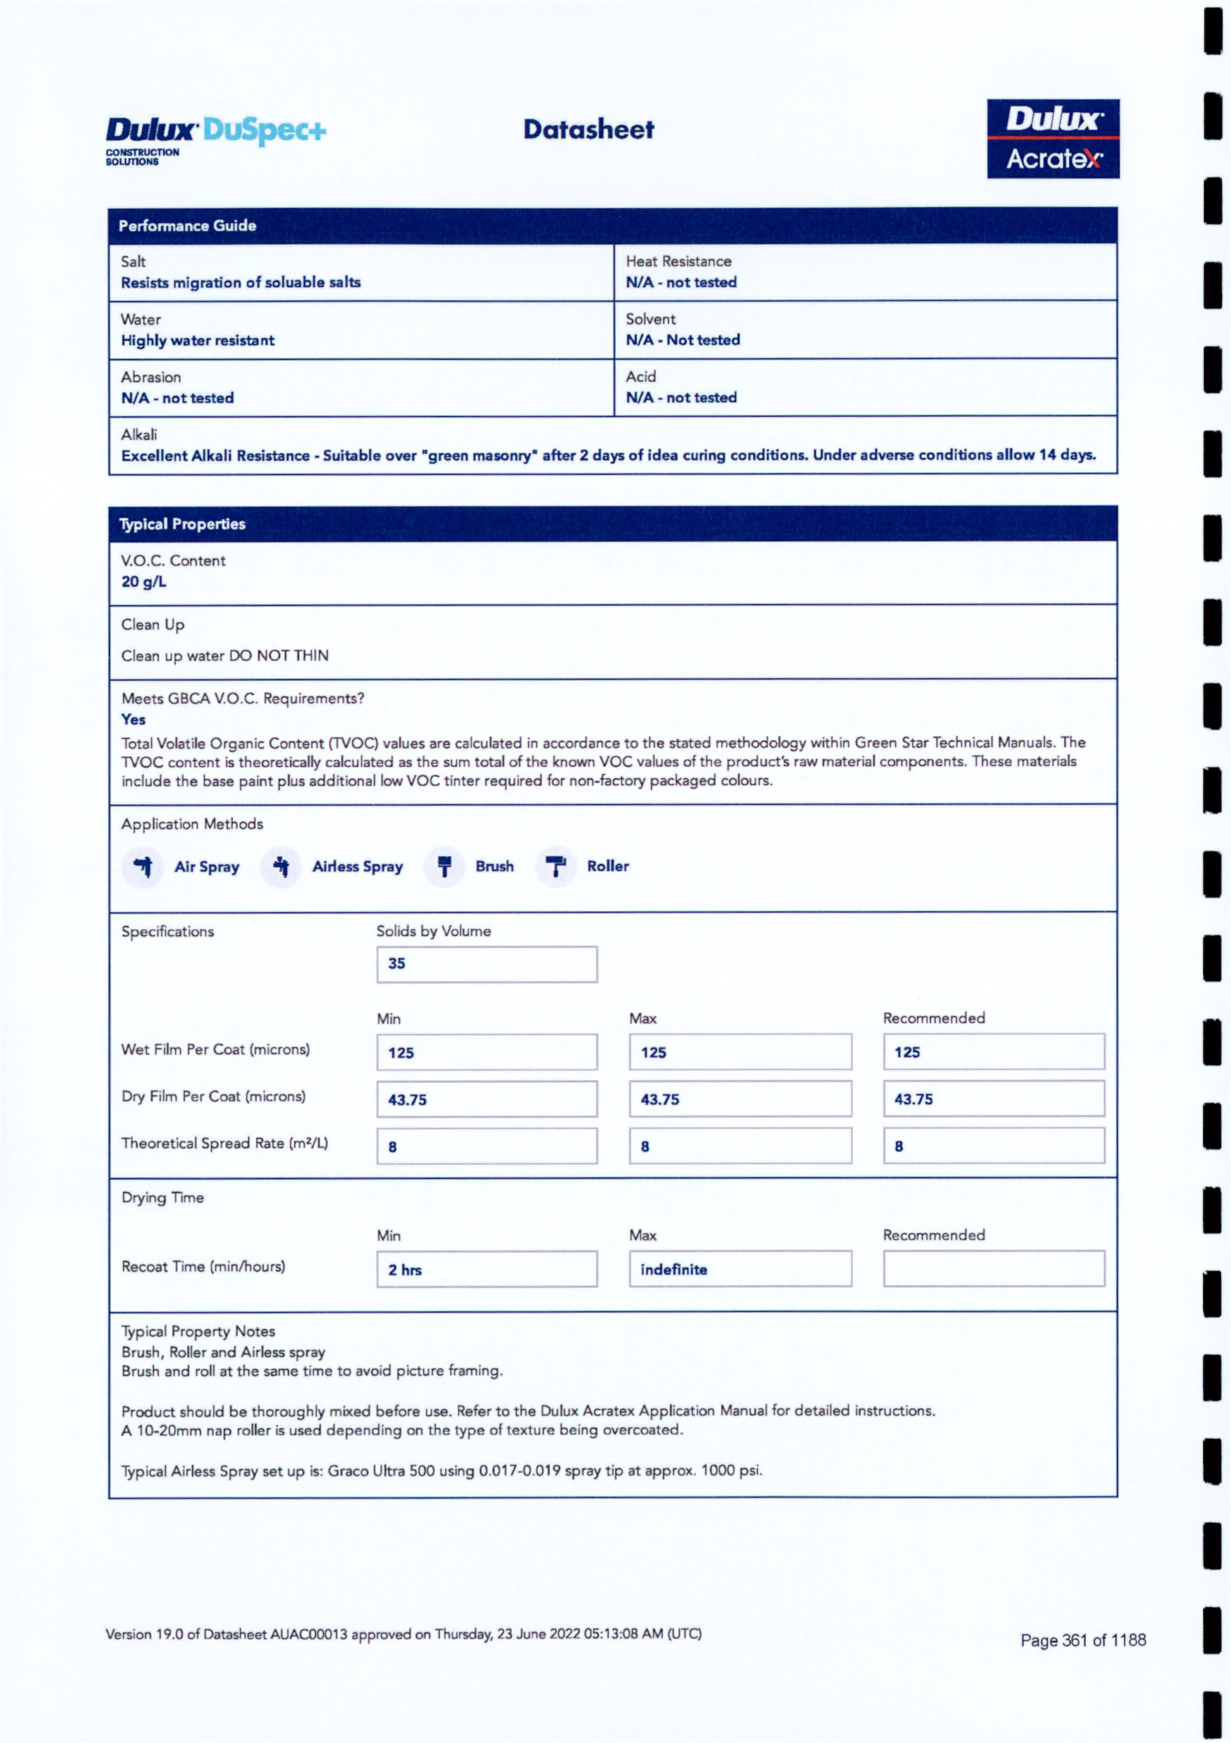 Dulux DuSpec+
CONSTRUCTION
SOLUTIONS
Datasheet
Dulux
Acratex
Performance Guide
Salt
Resists migration of soluable salts
Heat Resistance
N/A - not tested
Water
Highly water resistant
Solvent
N/A - Not tested
Abrasion
N/A - not tested
Acid
N/A - not tested
Alkali
Excellent Alkali Resistance - Suitable over "green masonry" after 2 days of idea curing conditions. Under adverse conditions allow 14 days.
Typical Properties
V.O.C. Content
20 g/L
Clean Up
Clean up water DO NOT THIN
Meets GBCA V.O.C. Requirements?
Yes
Total Volatile Organic Content (TVOC) values are calculated in accordance to the stated methodology within Green Star Technical Manuals. The
TVOC content is theoretically calculated as the sum total of the known VOC values of the product's raw material components. These materials
include the base paint plus additional low VOC tinter required for non-factory packaged colours.
Application Methods
Air Spray Airless Spray Brush Roller
Specifications Solids by Volume
35
Min Max Recommended
Wet Film Per Coat (microns) 125 125 125
Dry Film Per Coat (microns) 43.75 43.75 43.75
Theoretical Spread Rate (m²/L) 8 8 8
Drying Time
Min Max Recommended
Recoat Time (min/hours) 2 hrs indefinite
Typical Property Notes
Brush, Roller and Airless spray
Brush and roll at the same time to avoid picture framing.
Product should be thoroughly mixed before use. Refer to the Dulux Acratex Application Manual for detailed instructions.
A 10-20mm nap roller is used depending on the type of texture being overcoated.
Typical Airless Spray set up is: Graco Ultra 500 using 0.017-0.019 spray tip at approx. 1000 psi.
Version 19.0 of Datasheet AUAC00013 approved on Thursday, 23 June 2022 05:13:08 AM (UTC)
Page 361 of 1188